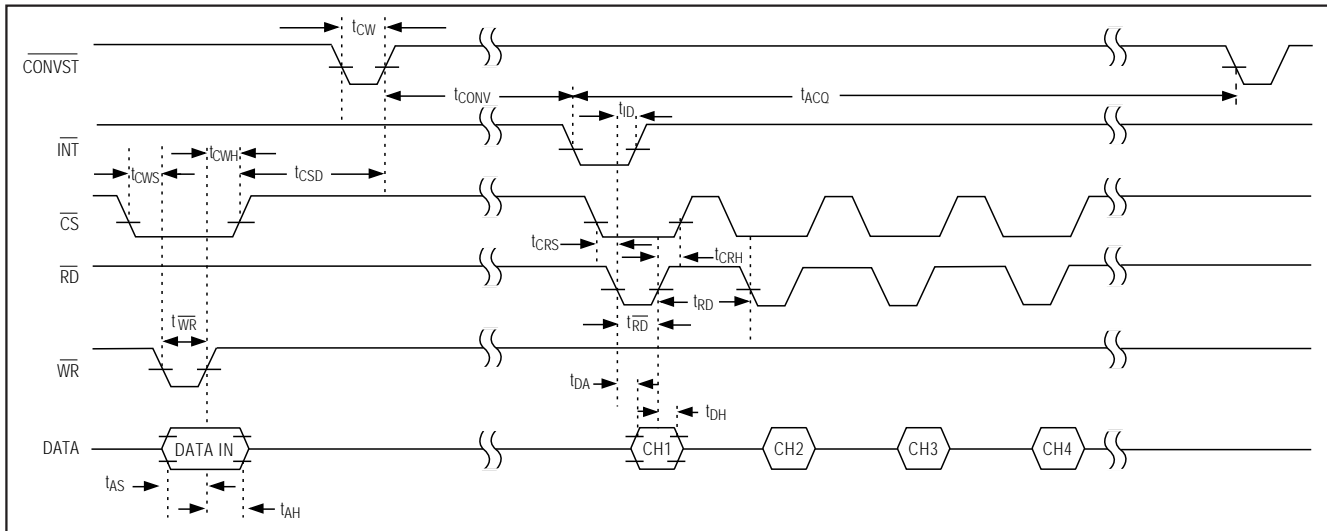 tCW
CONVST
tCONV
tACQ
tID
INT
tCWS
tCWH
tCSD
CS
tCRS
tCRH
RD
tRD
tRD
tWR
WR
tDA
tDH
DATA
DATA IN
CH1
CH2
CH3
CH4
tAS
tAH